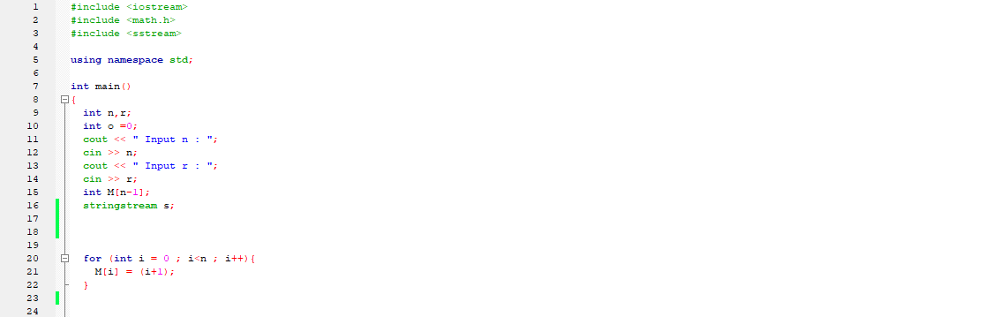 1 #include <iostream>
2 #include <math.h>
3 #include <sstream>
4
5 using namespace std;
6
7 int main()
8 {
9 int n,r;
10 int o =0;
11 cout << " Input n : ";
12 cin >> n;
13 cout << " Input r : ";
14 cin >> r;
15 int M[n-1];
16 stringstream s;
17
18
19
20 for (int i = 0 ; i<n ; i++){
21 M[i] = (i+1);
22 }
23
24